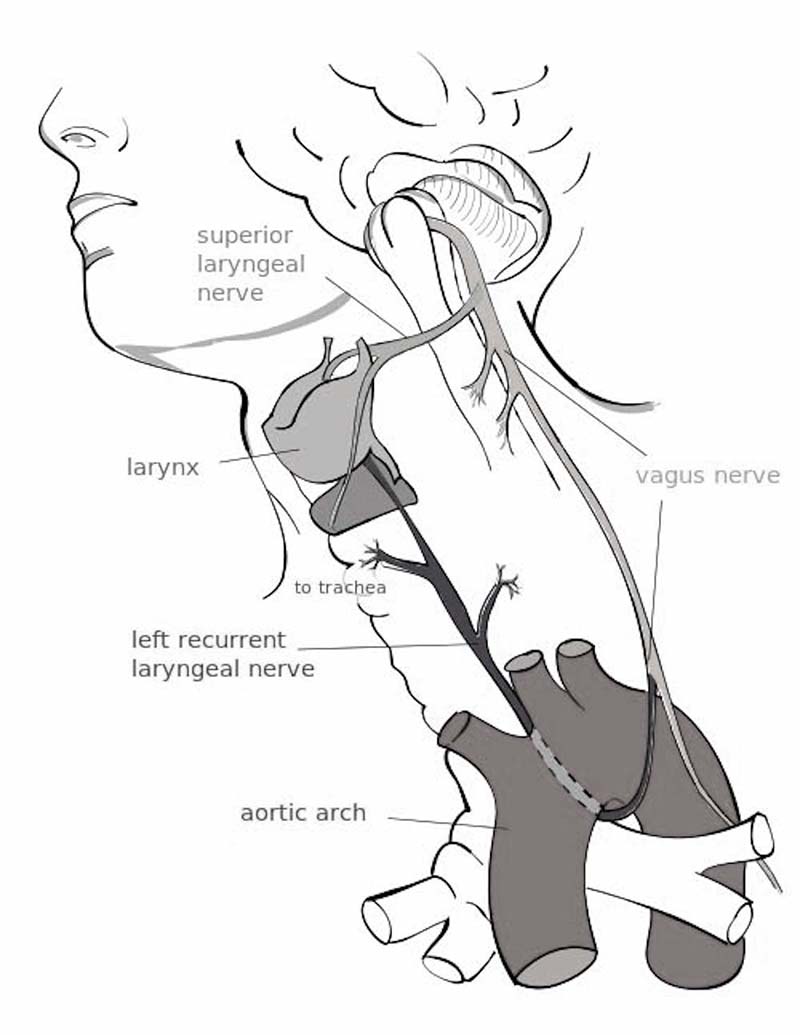 superior
laryngeal
nerve
larynx
vagus nerve
to trachea
left recurrent
laryngeal nerve
aortic arch